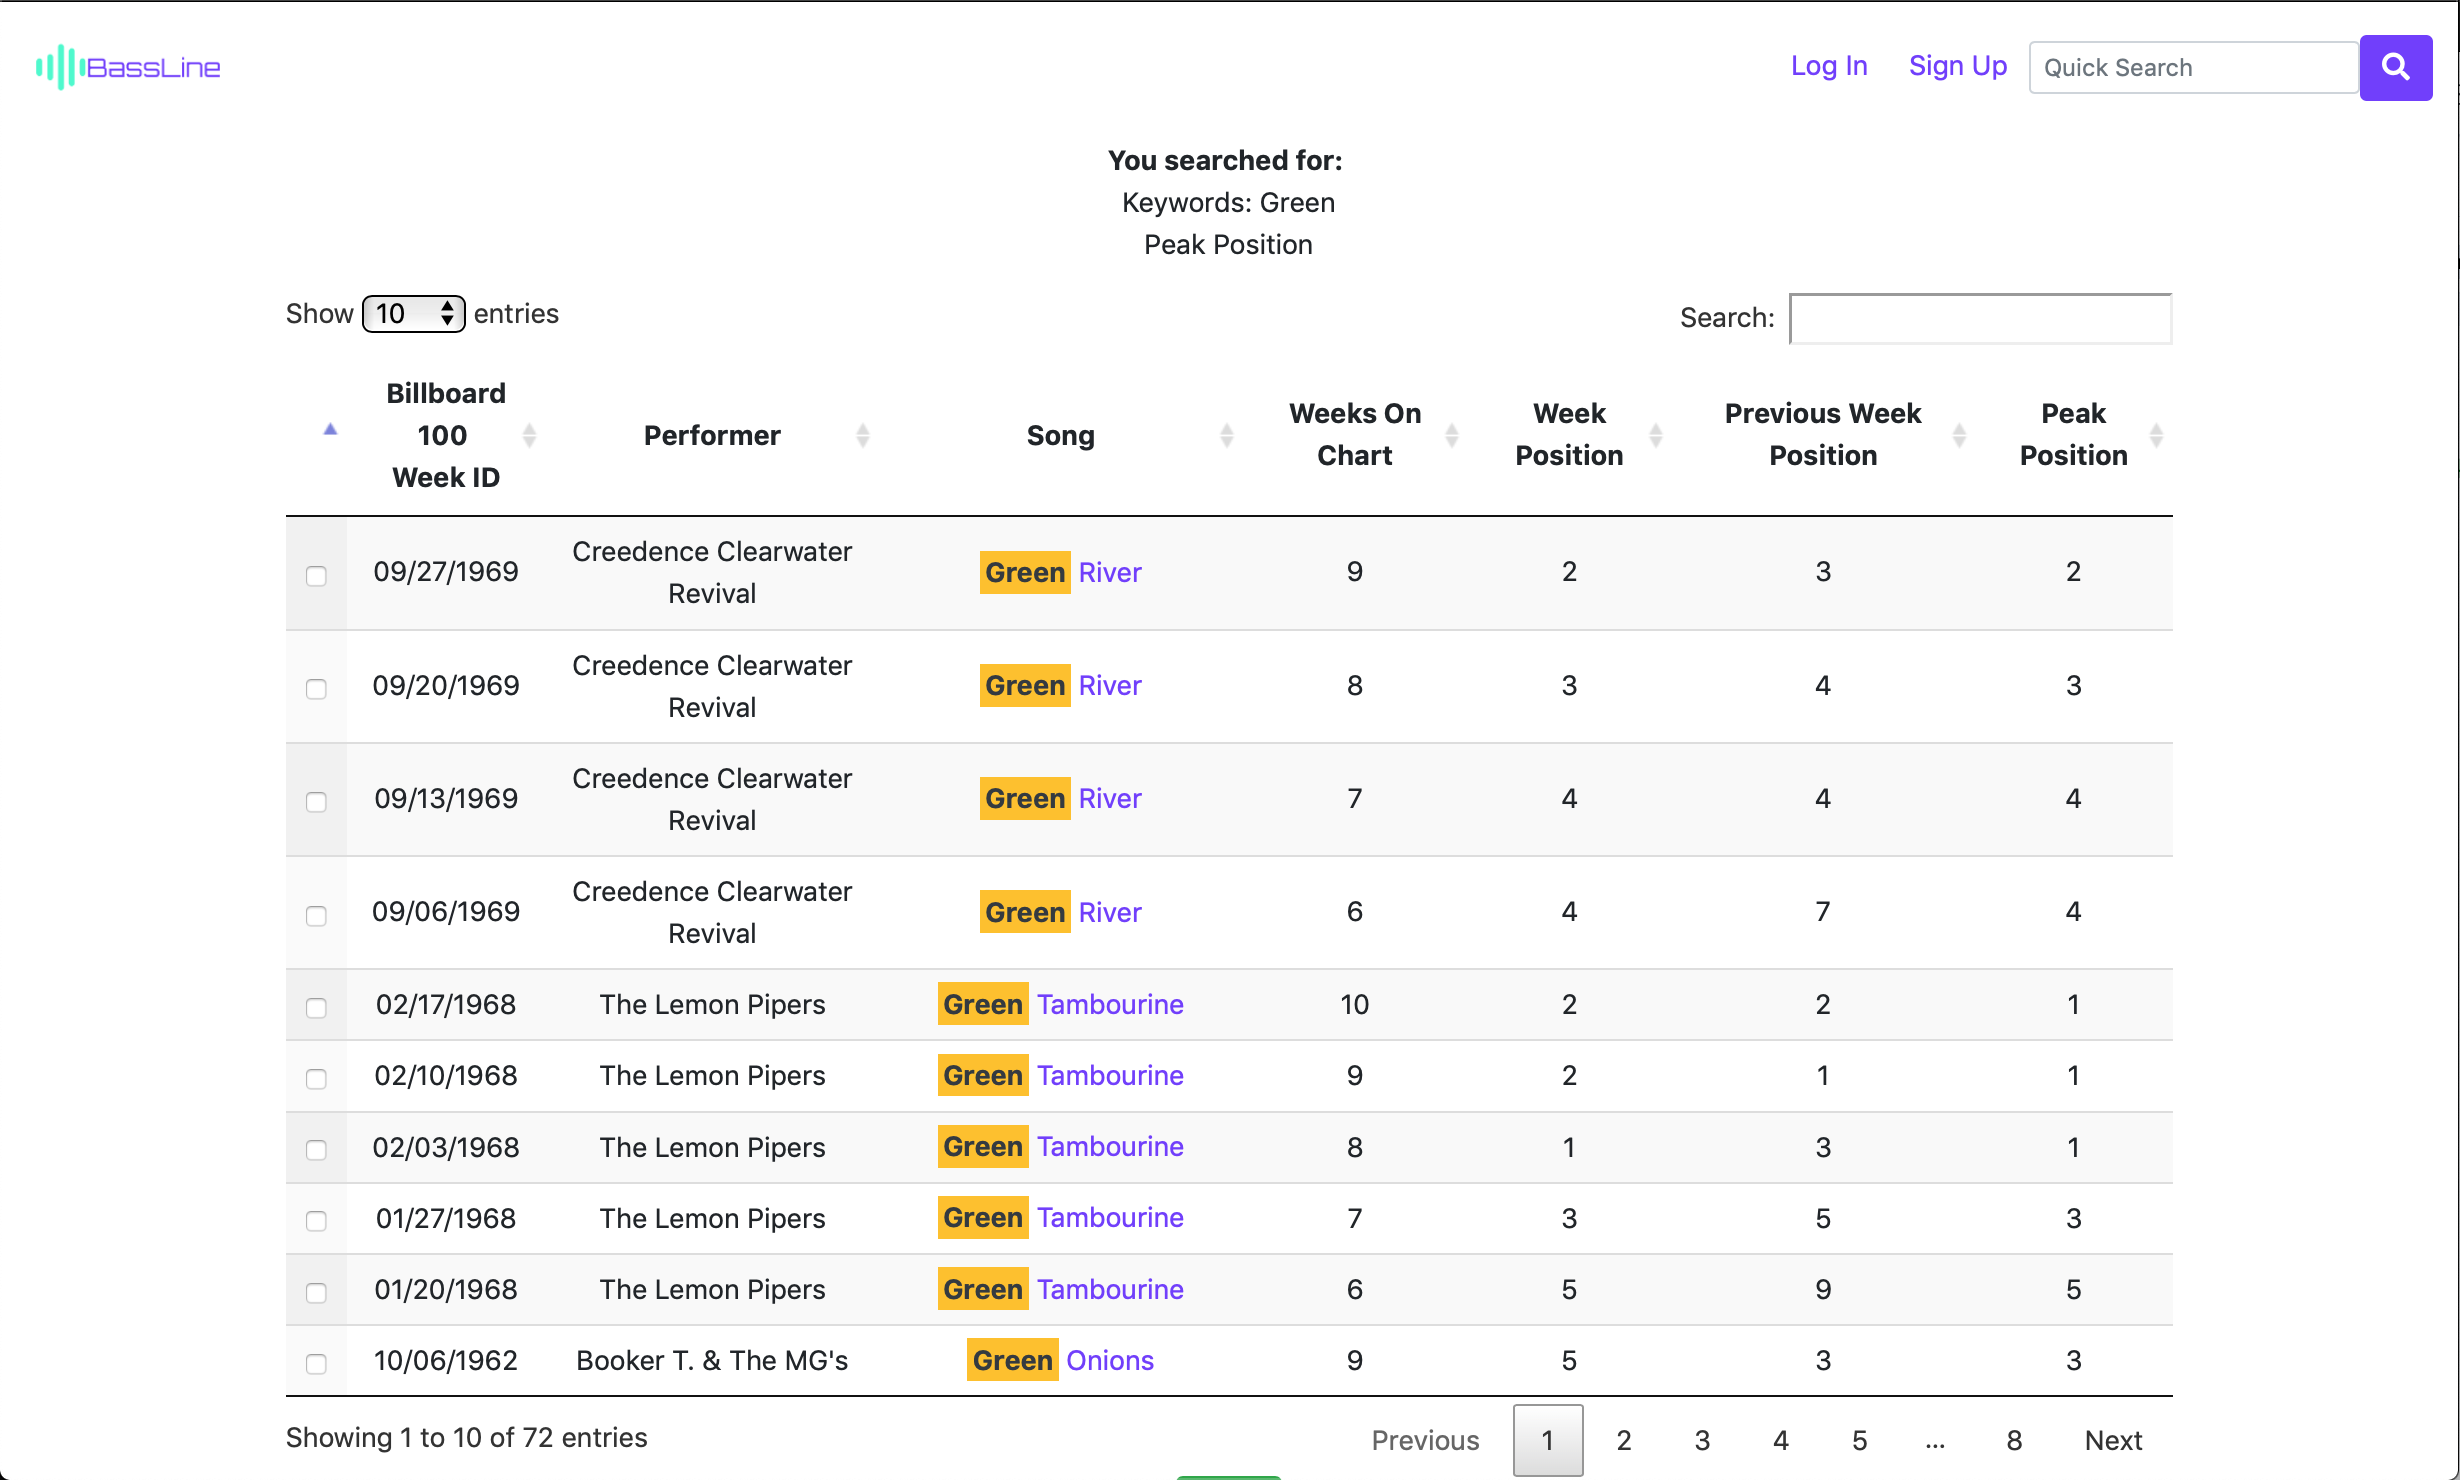 BassLine
Log In Sign Up Quick Search
You searched for:
Keywords: Green
Peak Position
Show 10 entries Search:
Billboard 100 Week ID Performer Song Weeks On Chart Week Position Previous Week Position Peak Position
09/27/1969 Creedence Clearwater Revival Green River 9 2 3 2
09/20/1969 Creedence Clearwater Revival Green River 8 3 4 3
09/13/1969 Creedence Clearwater Revival Green River 7 4 4 4
09/06/1969 Creedence Clearwater Revival Green River 6 4 7 4
02/17/1968 The Lemon Pipers Green Tambourine 10 2 2 1
02/10/1968 The Lemon Pipers Green Tambourine 9 2 1 1
02/03/1968 The Lemon Pipers Green Tambourine 8 1 3 1
01/27/1968 The Lemon Pipers Green Tambourine 7 3 5 3
01/20/1968 The Lemon Pipers Green Tambourine 6 5 9 5
10/06/1962 Booker T. & The MG's Green Onions 9 5 3 3
Showing 1 to 10 of 72 entries Previous 1 2 3 4 5 ... 8 Next